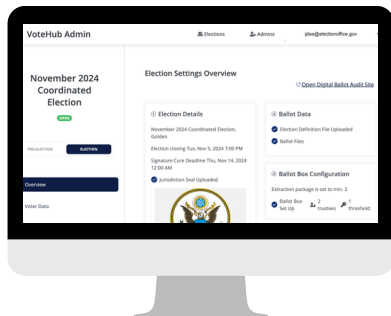 VoteHub Admin
Elections
Admins
jdoe@electionoffice.gov
November 2024
Coordinated
Election
OPEN
PRE-ELECTION
ELECTION
Overview
Voter Data
Election Settings Overview
Open Digital Ballot Audit Site
Election Details
November 2024 Coordinated Election,
Golden
Election closing Tue, Nov 5, 2024 7:00 PM
Signature Cure Deadline Thu, Nov 14, 2024
12:00 AM
Jurisdiction Seal Uploaded
Ballot Data
Election Definition File Uploaded
Ballot Files
Ballot Box Configuration
Extraction package is set to min. 2
Ballot Box
Set Up
2
trustees
1
threshold